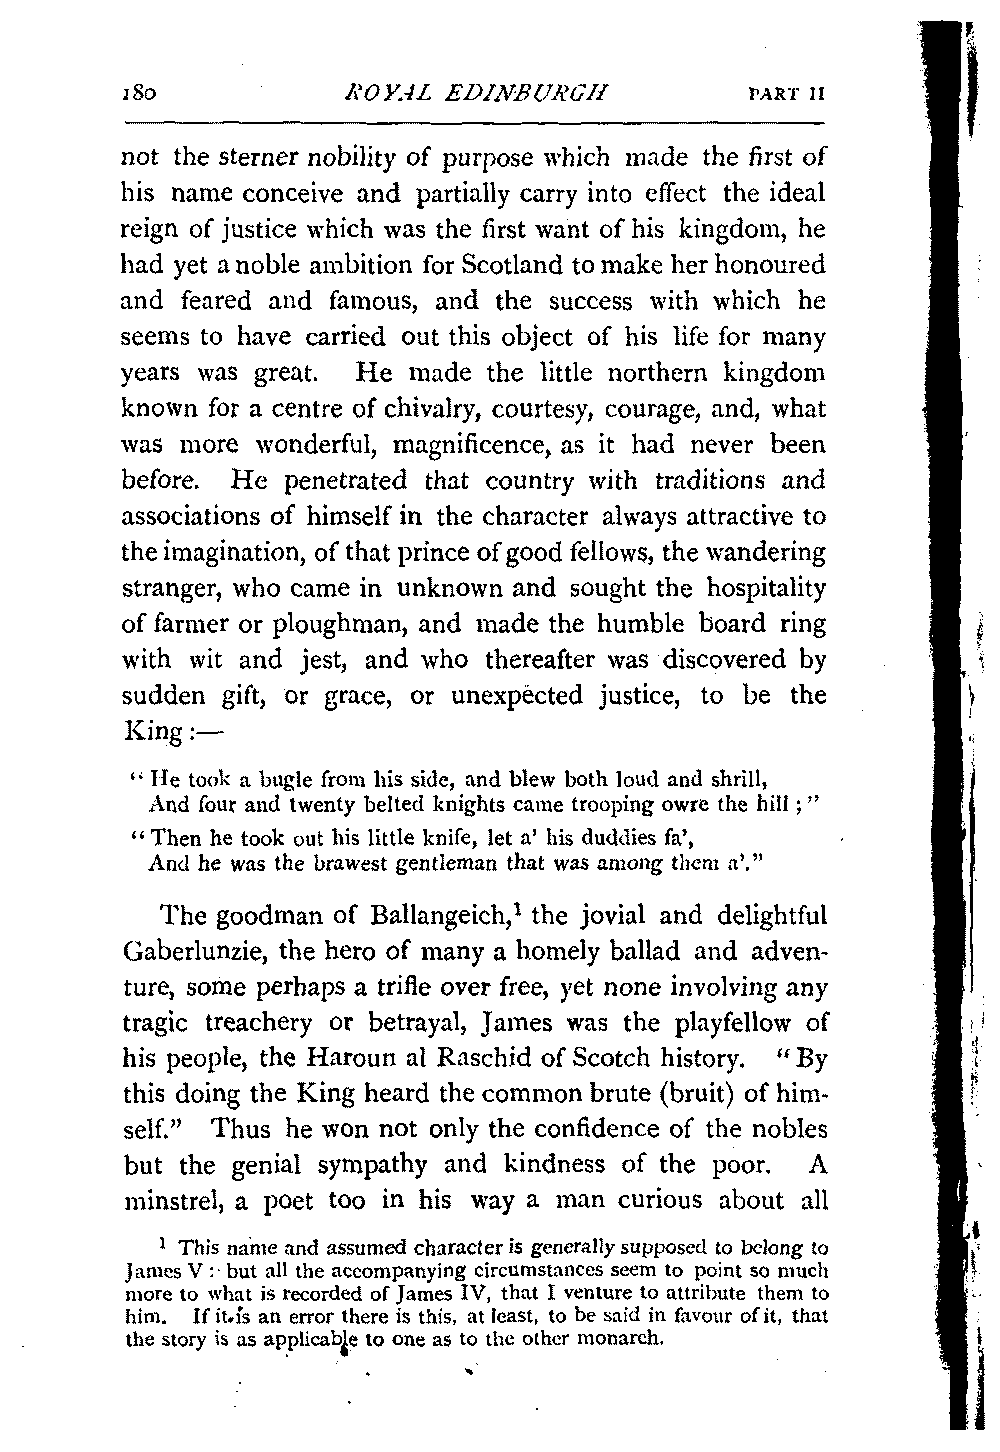 180 ROYAL EDINBURGH PART II
not the sterner nobility of purpose which made the first of
his name conceive and partially carry into effect the ideal
reign of justice which was the first want of his kingdom, he
had yet a noble ambition for Scotland to make her honoured
and feared and famous, and the success with which he
seems to have carried out this object of his life for many
years was great. He made the little northern kingdom
known for a centre of chivalry, courtesy, courage, and, what
was more wonderful, magnificence, as it had never been
before. He penetrated that country with traditions and
associations of himself in the character always attractive to
the imagination, of that prince of good fellows, the wandering
stranger, who came in unknown and sought the hospitality
of farmer or ploughman, and made the humble board ring
with wit and jest, and who thereafter was discovered by
sudden gift, or grace, or unexpected justice, to be the
King :—
“ He took a bugle from his side, and blew both loud and shrill,
And four and twenty belted knights came trooping owre the hill ; ”
“ Then he took out his little knife, let a’ his duddies fa’,
And he was the brawest gentleman that was among them a’.”
The goodman of Ballangeich,¹ the jovial and delightful
Gaberlunzie, the hero of many a homely ballad and adven-
ture, some perhaps a trifle over free, yet none involving any
tragic treachery or betrayal, James was the playfellow of
his people, the Haroun al Raschid of Scotch history. “ By
this doing the King heard the common brute (bruit) of him-
self.” Thus he won not only the confidence of the nobles
but the genial sympathy and kindness of the poor. A
minstrel, a poet too in his way a man curious about all
¹ This name and assumed character is generally supposed to belong to
James V : but all the accompanying circumstances seem to point so much
more to what is recorded of James IV, that I venture to attribute them to
him. If it is an error there is this, at least, to be said in favour of it, that
the story is as applicable to one as to the other monarch.